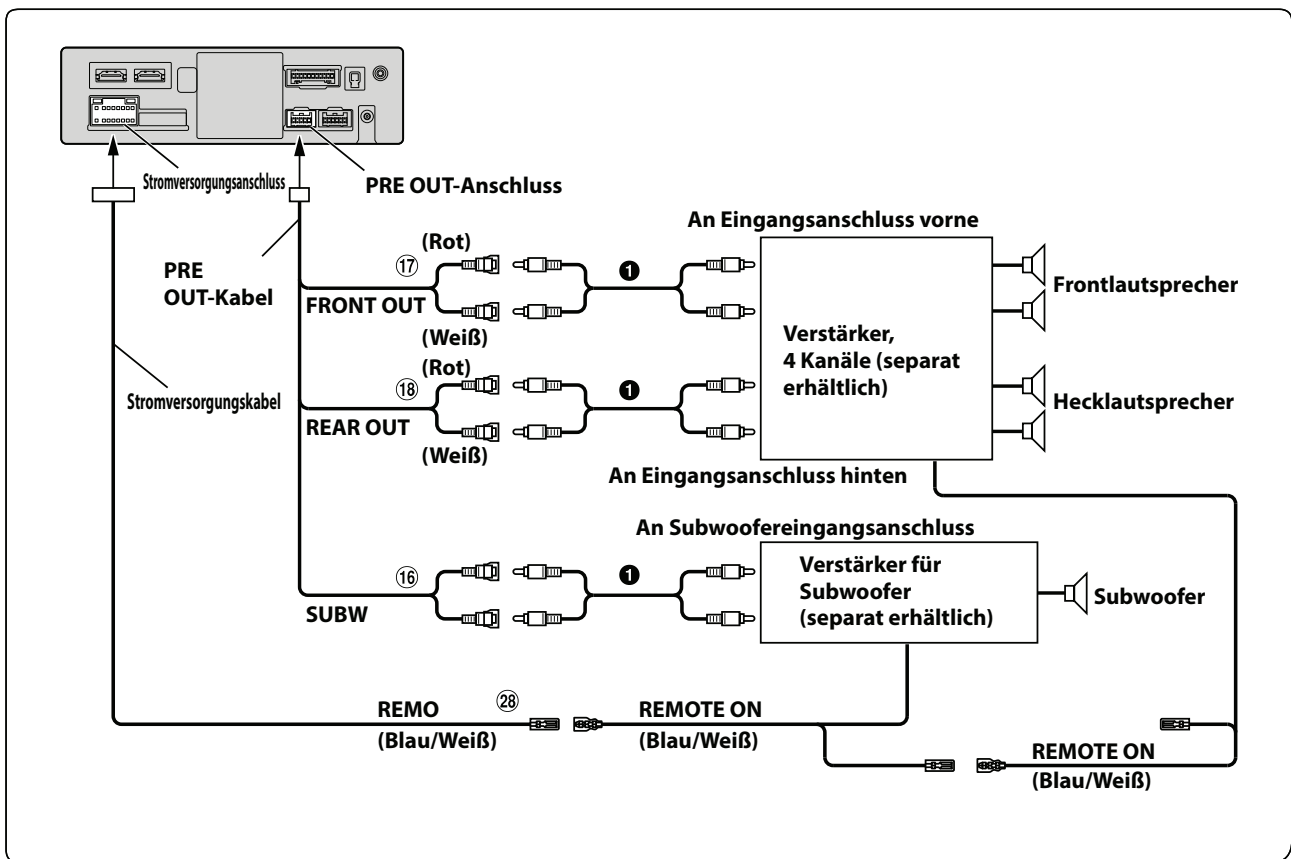 Stromversorgungsanschluss
PRE OUT-Anschluss
An Eingangsanschluss vorne
(Rot)
⑰
❶
PRE
OUT-Kabel
FRONT OUT
(Weiß)
Frontlautsprecher
Verstärker,
4 Kanäle (separat
erhältlich)
(Rot)
⑱
❶
Stromversorgungskabel
REAR OUT
(Weiß)
Hecklautsprecher
An Eingangsanschluss hinten
An Subwoofereingangsanschluss
⑯
❶
SUBW
Verstärker für
Subwoofer
(separat erhältlich)
Subwoofer
REMO
㉘
(Blau/Weiß)
REMOTE ON
(Blau/Weiß)
REMOTE ON
(Blau/Weiß)